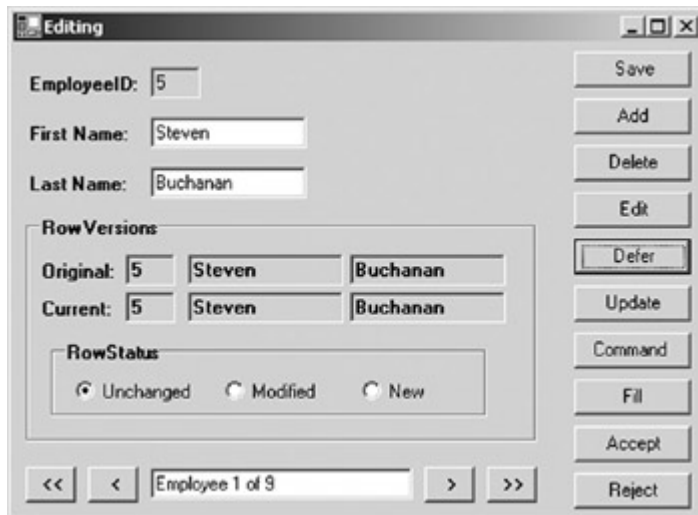 Editing
EmployeeID: 5
First Name: Steven
Last Name: Buchanan
RowVersions
Original: 5 Steven Buchanan
Current: 5 Steven Buchanan
RowStatus
Unchanged Modified New
<< < Employee 1 of 9 > >>
Save
Add
Delete
Edit
Defer
Update
Command
Fill
Accept
Reject